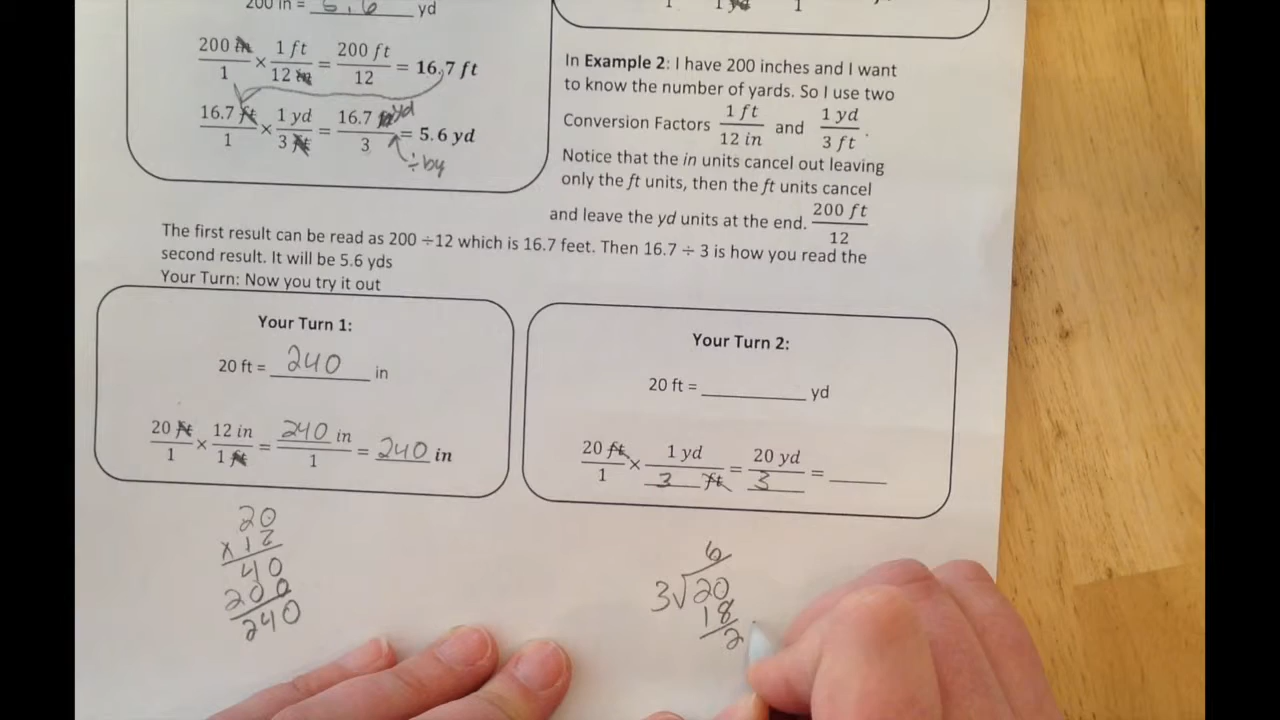 200 in = 5.6 yd
200 in / 1 × 1 ft / 12 in = 200 ft / 12 = 16.7 ft
16.7 ft / 1 × 1 yd / 3 ft = 16.7 yd / 3 = 5.6 yd
÷ by
1 1 yd 1
In Example 2: I have 200 inches and I want
to know the number of yards. So I use two
Conversion Factors 1 ft / 12 in and 1 yd / 3 ft .
Notice that the in units cancel out leaving
only the ft units, then the ft units cancel
and leave the yd units at the end. 200 ft / 12
The first result can be read as 200 ÷12 which is 16.7 feet. Then 16.7 ÷ 3 is how you read the
second result. It will be 5.6 yds
Your Turn: Now you try it out
Your Turn 1:
20 ft = 240 in
20 ft / 1 × 12 in / 1 ft = 240 in / 1 = 240 in
20
x 12
40
200
240
Your Turn 2:
20 ft = ________ yd
20 ft / 1 × 1 yd / 3 ft = 20 yd / 3 = ____
6
3√20
18
2